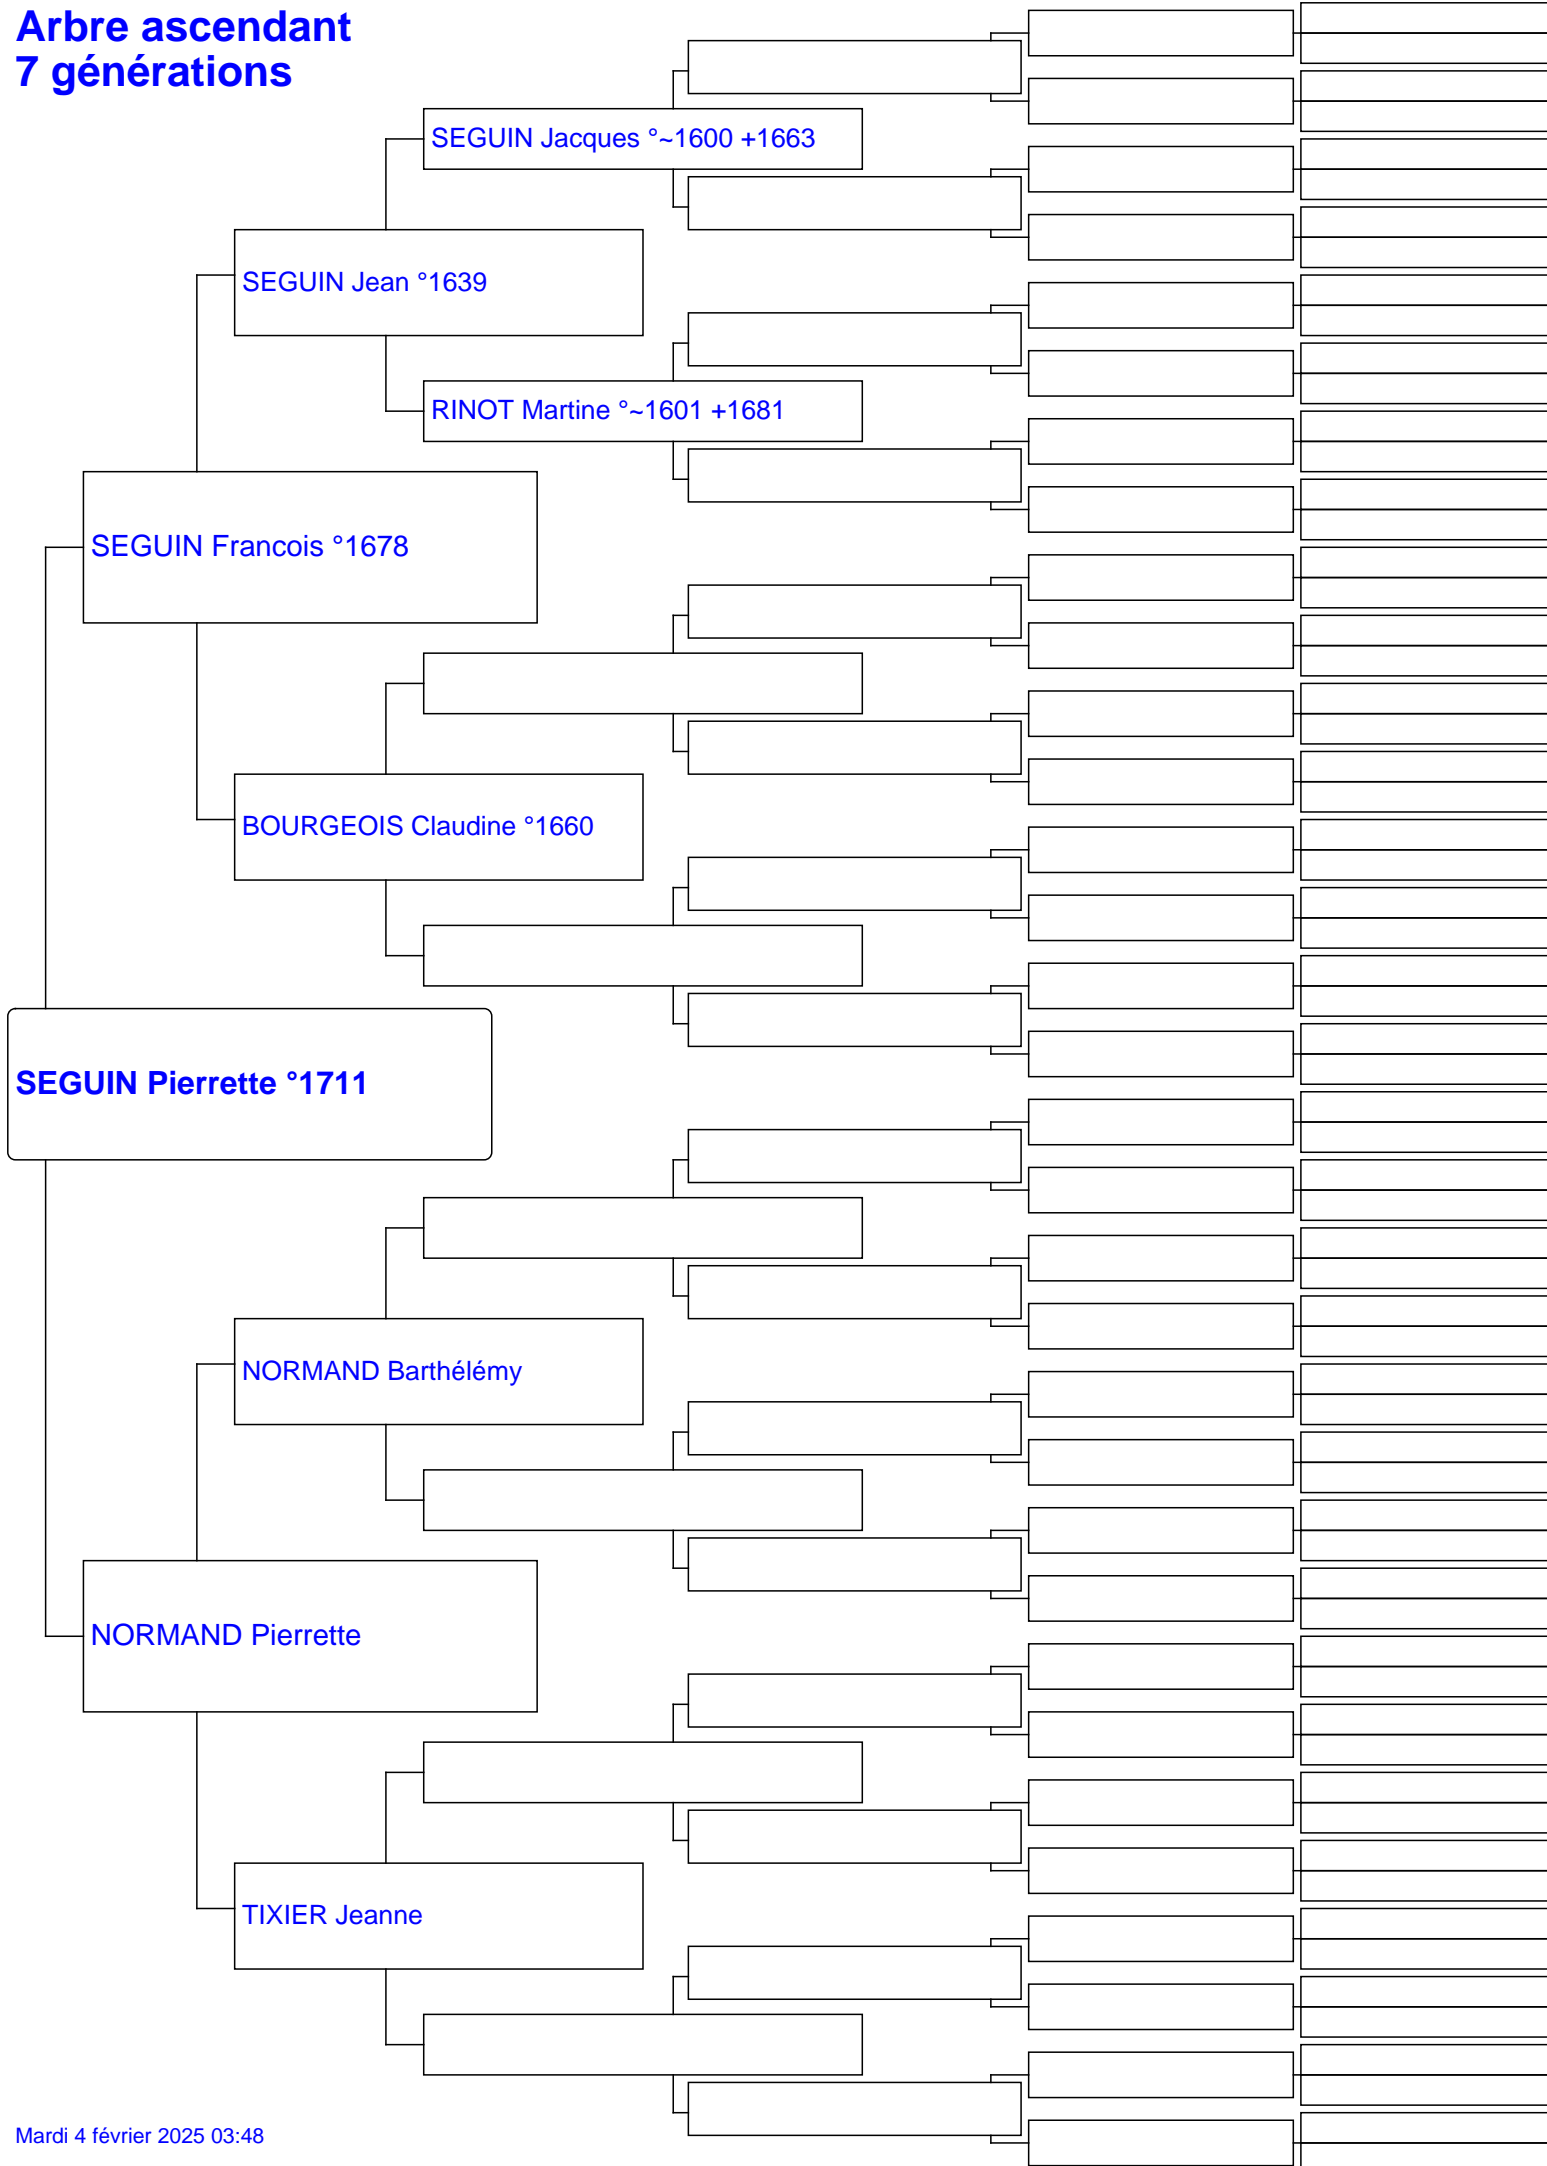 Arbre ascendant
7 générations
SEGUIN Jacques °~1600 +1663
SEGUIN Jean °1639
RINOT Martine °~1601 +1681
SEGUIN Francois °1678
BOURGEOIS Claudine °1660
SEGUIN Pierrette °1711
NORMAND Barthélémy
NORMAND Pierrette
TIXIER Jeanne
Mardi 4 février 2025 03:48